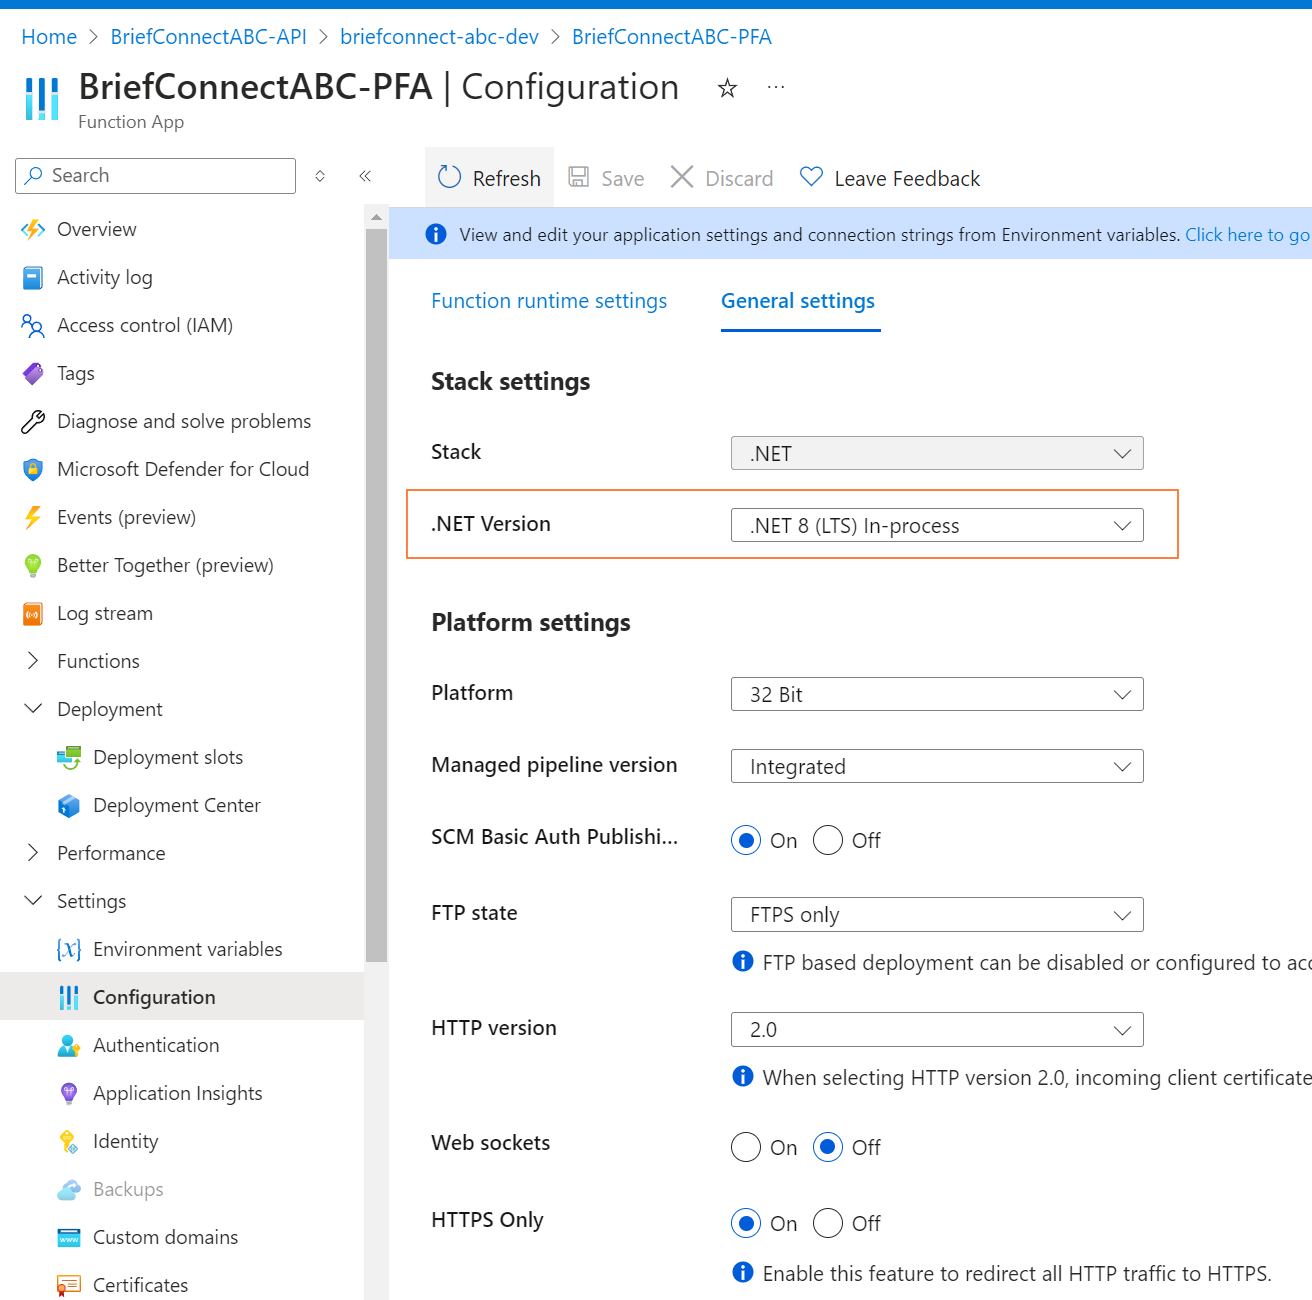 Home > BriefConnectABC-API > briefconnect-abc-dev > BriefConnectABC-PFA
BriefConnectABC-PFA | Configuration
Function App
Search
Overview
Activity log
Access control (IAM)
Tags
Diagnose and solve problems
Microsoft Defender for Cloud
Events (preview)
Better Together (preview)
Log stream
Functions
Deployment
Deployment slots
Deployment Center
Performance
Settings
Environment variables
Configuration
Authentication
Application Insights
Identity
Backups
Custom domains
Certificates
Refresh Save Discard Leave Feedback
View and edit your application settings and connection strings from Environment variables. Click here to go
Function runtime settings General settings
Stack settings
Stack .NET
.NET Version .NET 8 (LTS) In-process
Platform settings
Platform 32 Bit
Managed pipeline version Integrated
SCM Basic Auth Publishi... On Off
FTP state FTPS only
FTP based deployment can be disabled or configured to acc
HTTP version 2.0
When selecting HTTP version 2.0, incoming client certificate
Web sockets On Off
HTTPS Only On Off
Enable this feature to redirect all HTTP traffic to HTTPS.